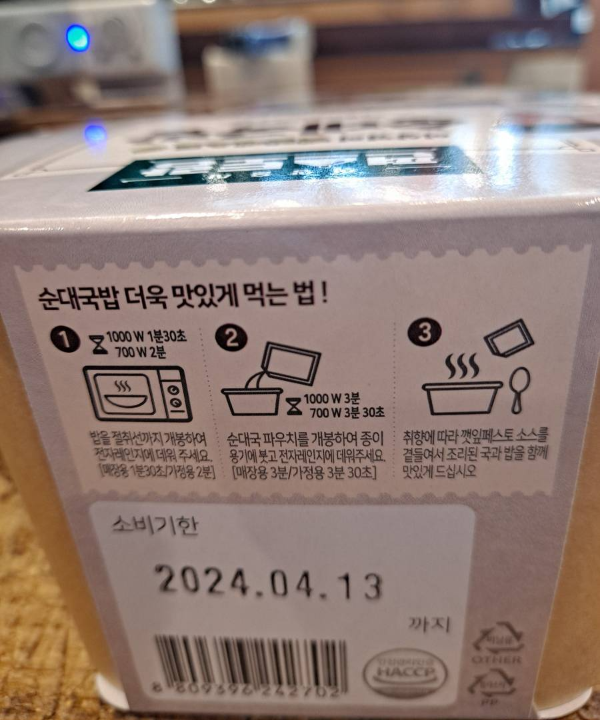 순대국밥 더욱 맛있게 먹는 법 !
1
1000 W 1분30초
700 W 2분
밥을 절취선까지 개봉하여
전자레인지에 데워 주세요.
[매장용 1분30초/가정용 2분]
2
1000 W 3분
700 W 3분 30초
순대국 파우치를 개봉하여 종이
용기에 붓고 전자레인지에 데워주세요.
[매장용 3분/가정용 3분 30초]
3
취향에 따라 깻잎페스토 소스를
곁들여서 조리된 국과 밥을 함께
맛있게 드십시오
소비기한
2024.04.13
까지
8 809396 242702
HACCP
OTHER
PP